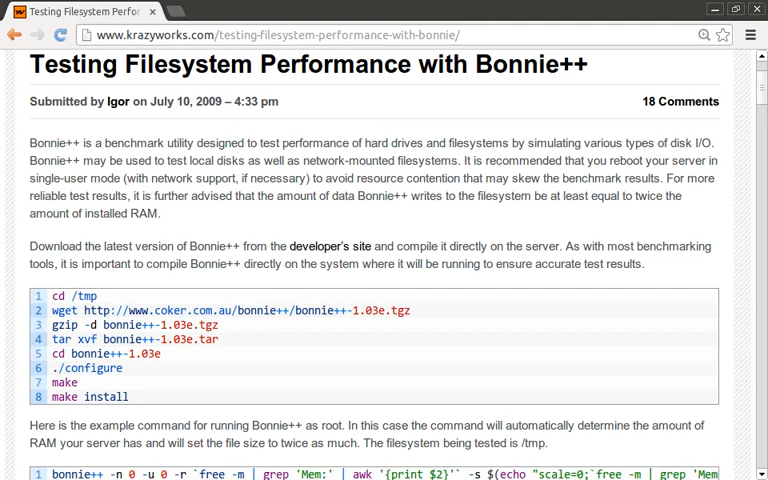 Testing Filesystem Perfor
www.krazyworks.com/testing-filesystem-performance-with-bonnie/
Testing Filesystem Performance with Bonnie++
Submitted by Igor on July 10, 2009 – 4:33 pm
18 Comments
Bonnie++ is a benchmark utility designed to test performance of hard drives and filesystems by simulating various types of disk I/O.
Bonnie++ may be used to test local disks as well as network-mounted filesystems. It is recommended that you reboot your server in
single-user mode (with network support, if necessary) to avoid resource contention that may skew the benchmark results. For more
reliable test results, it is further advised that the amount of data Bonnie++ writes to the filesystem be at least equal to twice the
amount of installed RAM.
Download the latest version of Bonnie++ from the developer's site and compile it directly on the server. As with most benchmarking
tools, it is important to compile Bonnie++ directly on the system where it will be running to ensure accurate test results.
1 cd /tmp
2 wget http://www.coker.com.au/bonnie++/bonnie++-1.03e.tgz
3 gzip -d bonnie++-1.03e.tgz
4 tar xvf bonnie++-1.03e.tar
5 cd bonnie++-1.03e
6 ./configure
7 make
8 make install
Here is the example command for running Bonnie++ as root. In this case the command will automatically determine the amount of
RAM your server has and will set the file size to twice as much. The filesystem being tested is /tmp.
1 bonnie++ -n 0 -u 0 -r `free -m | grep 'Mem:' | awk '{print $2}'` -s $(echo "scale=0;`free -m | grep 'Mem